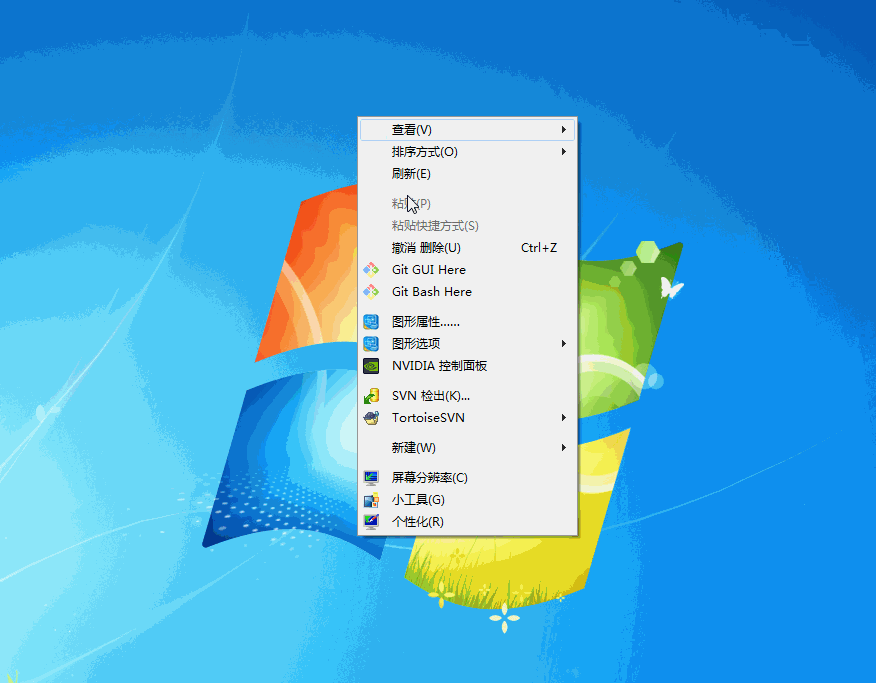 查看(V)
排序方式(O)
刷新(E)
粘(P)
粘贴快捷方式(S)
撤消 删除(U) Ctrl+Z
Git GUI Here
Git Bash Here
图形属性......
图形选项
NVIDIA 控制面板
SVN 检出(K)...
TortoiseSVN
新建(W)
屏幕分辨率(C)
小工具(G)
个性化(R)